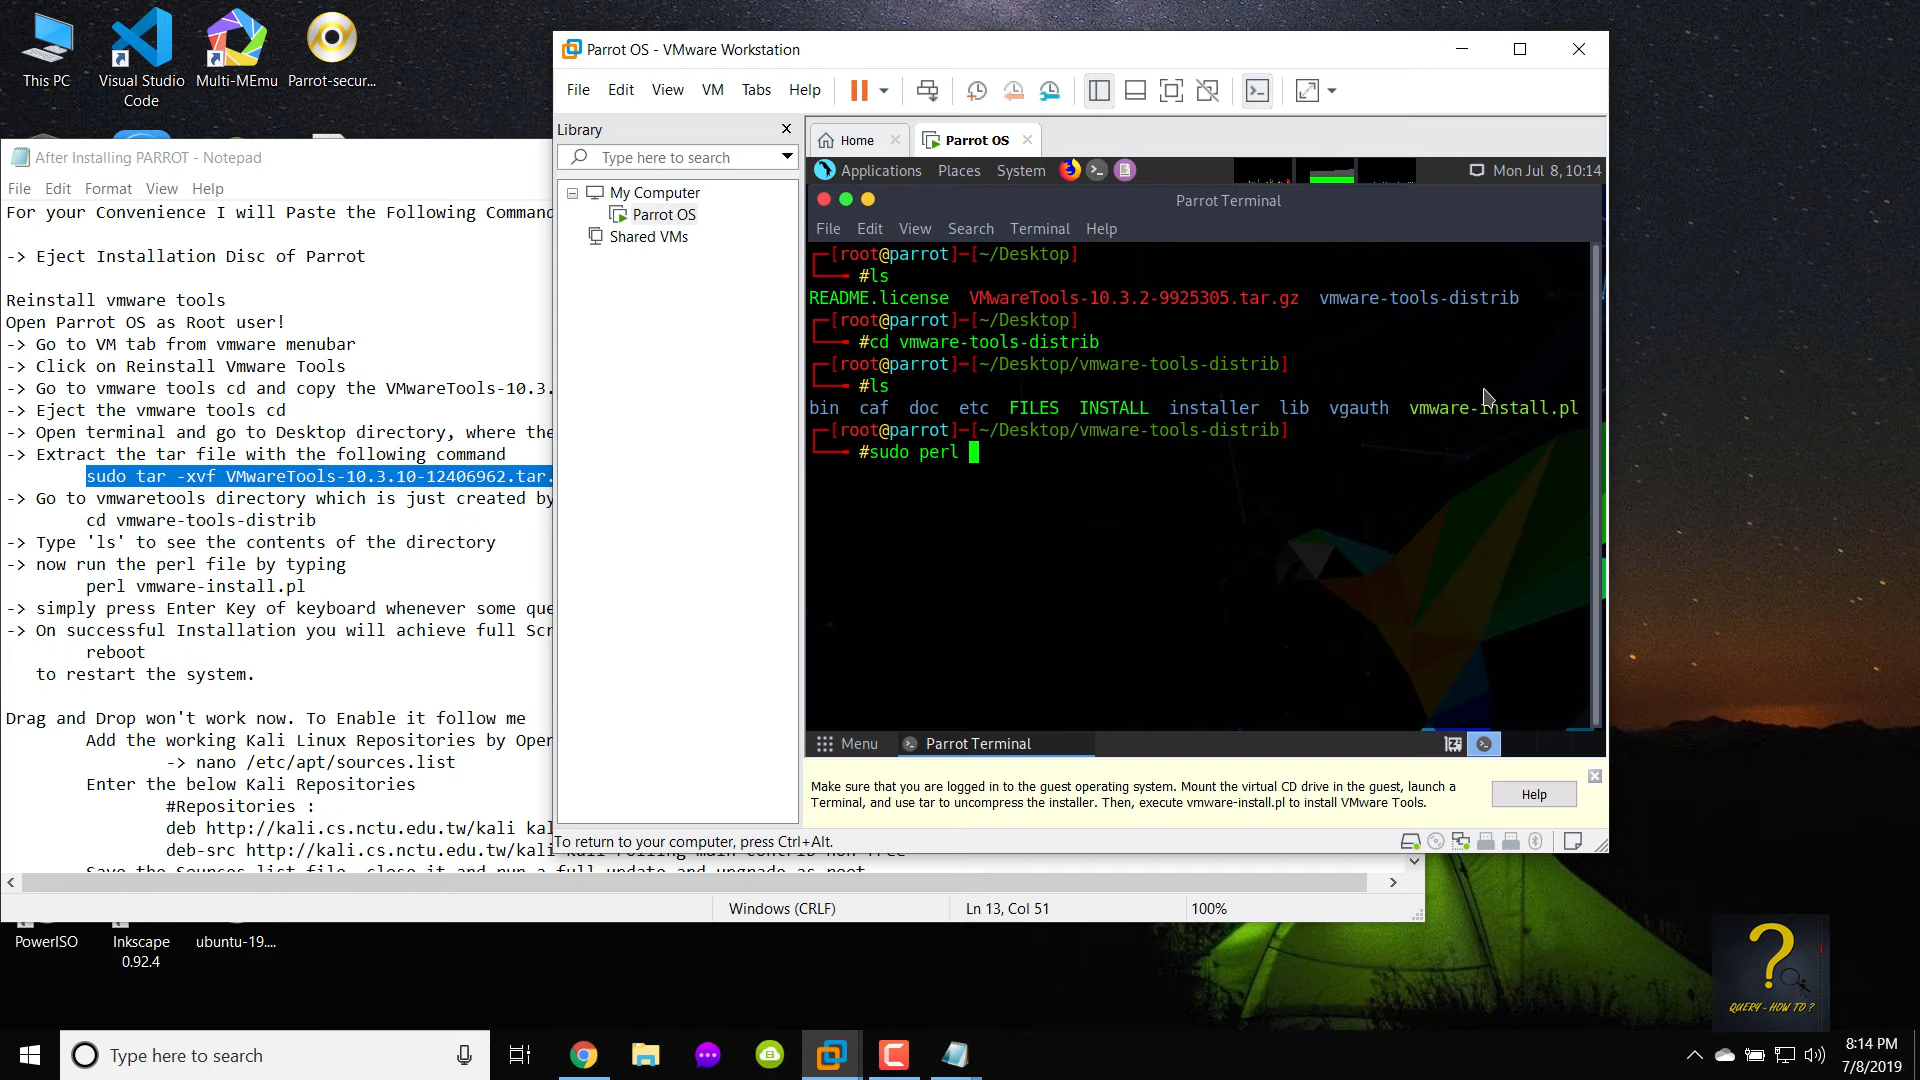 This PC
Visual Studio
Code
Multi-MEmu
Parrot-secur...
After Installing PARROT - Notepad
File Edit Format View Help
For your Convenience I will Paste the Following Command
-> Eject Installation Disc of Parrot
Reinstall vmware tools
Open Parrot OS as Root user!
-> Go to VM tab from vmware menubar
-> Click on Reinstall Vmware Tools
-> Go to vmware tools cd and copy the VMwareTools-10.3.
-> Eject the vmware tools cd
-> Open terminal and go to Desktop directory, where the
-> Extract the tar file with the following command
sudo tar -xvf VMwareTools-10.3.10-12406962.tar.
-> Go to vmwaretools directory which is just created by
cd vmware-tools-distrib
-> Type 'ls' to see the contents of the directory
-> now run the perl file by typing
perl vmware-install.pl
-> simply press Enter Key of keyboard whenever some que
-> On successful Installation you will achieve full Scr
reboot
to restart the system.
Drag and Drop won't work now. To Enable it follow me
Add the working Kali Linux Repositories by Open
-> nano /etc/apt/sources.list
Enter the below Kali Repositories
#Repositories :
deb http://kali.cs.nctu.edu.tw/kali kal
deb-src http://kali.cs.nctu.edu.tw/kali
Windows (CRLF)
Ln 13, Col 51
100%
Parrot OS - VMware Workstation
File Edit View VM Tabs Help
Library
Type here to search
My Computer
Parrot OS
Shared VMs
Home
Parrot OS
Applications Places System
Mon Jul 8, 10:14
Parrot Terminal
File Edit View Search Terminal Help
[root@parrot]-[~/Desktop]
#ls
README.license VMwareTools-10.3.2-9925305.tar.gz vmware-tools-distrib
[root@parrot]-[~/Desktop]
#cd vmware-tools-distrib
[root@parrot]-[~/Desktop/vmware-tools-distrib]
#ls
bin caf doc etc FILES INSTALL installer lib vgauth vmware-install.pl
[root@parrot]-[~/Desktop/vmware-tools-distrib]
#sudo perl
Menu
Parrot Terminal
Make sure that you are logged in to the guest operating system. Mount the virtual CD drive in the guest, launch a
Terminal, and use tar to uncompress the installer. Then, execute vmware-install.pl to install VMware Tools.
Help
To return to your computer, press Ctrl+Alt.
PowerISO
Inkscape
0.92.4
ubuntu-19....
QUERY - HOW TO ?
Type here to search
8:14 PM
7/8/2019